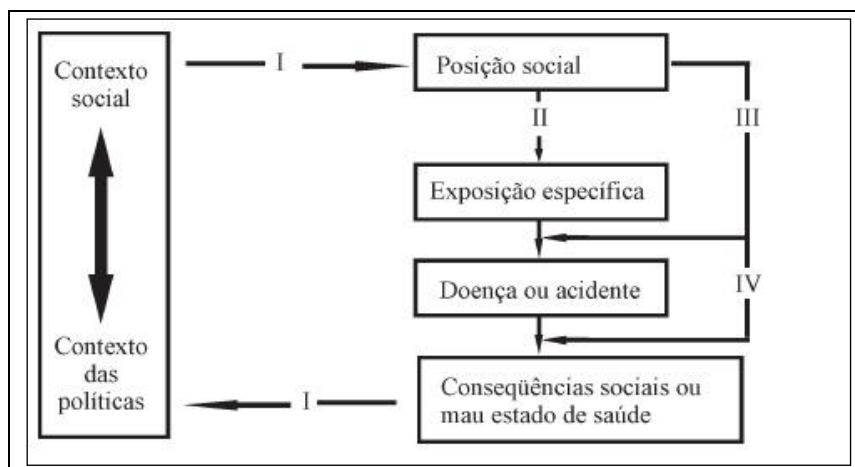 Contexto
social
Contexto
das
políticas
I
Posição social
II
III
Exposição específica
Doença ou acidente
IV
Conseqüências sociais ou
mau estado de saúde
I